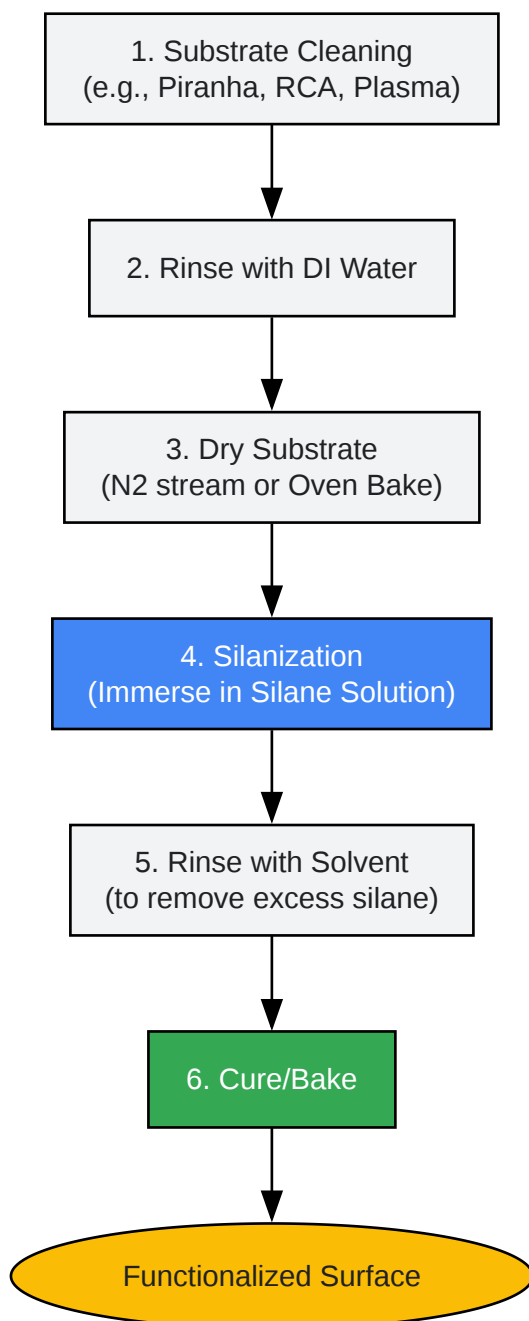 1. Substrate Cleaning
(e.g., Piranha, RCA, Plasma)
2. Rinse with DI Water
3. Dry Substrate
(N2 stream or Oven Bake)
4. Silanization
(Immerse in Silane Solution)
5. Rinse with Solvent
(to remove excess silane)
6. Cure/Bake
Functionalized Surface